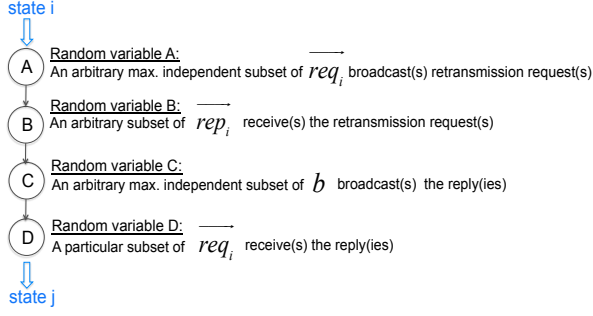 state i
A
Random variable A:
An arbitrary max. independent subset of req_i broadcast(s) retransmission request(s)
B
Random variable B:
An arbitrary subset of rep_i receive(s) the retransmission request(s)
C
Random variable C:
An arbitrary max. independent subset of b broadcast(s) the reply(ies)
D
Random variable D:
A particular subset of req_i receive(s) the reply(ies)
state j